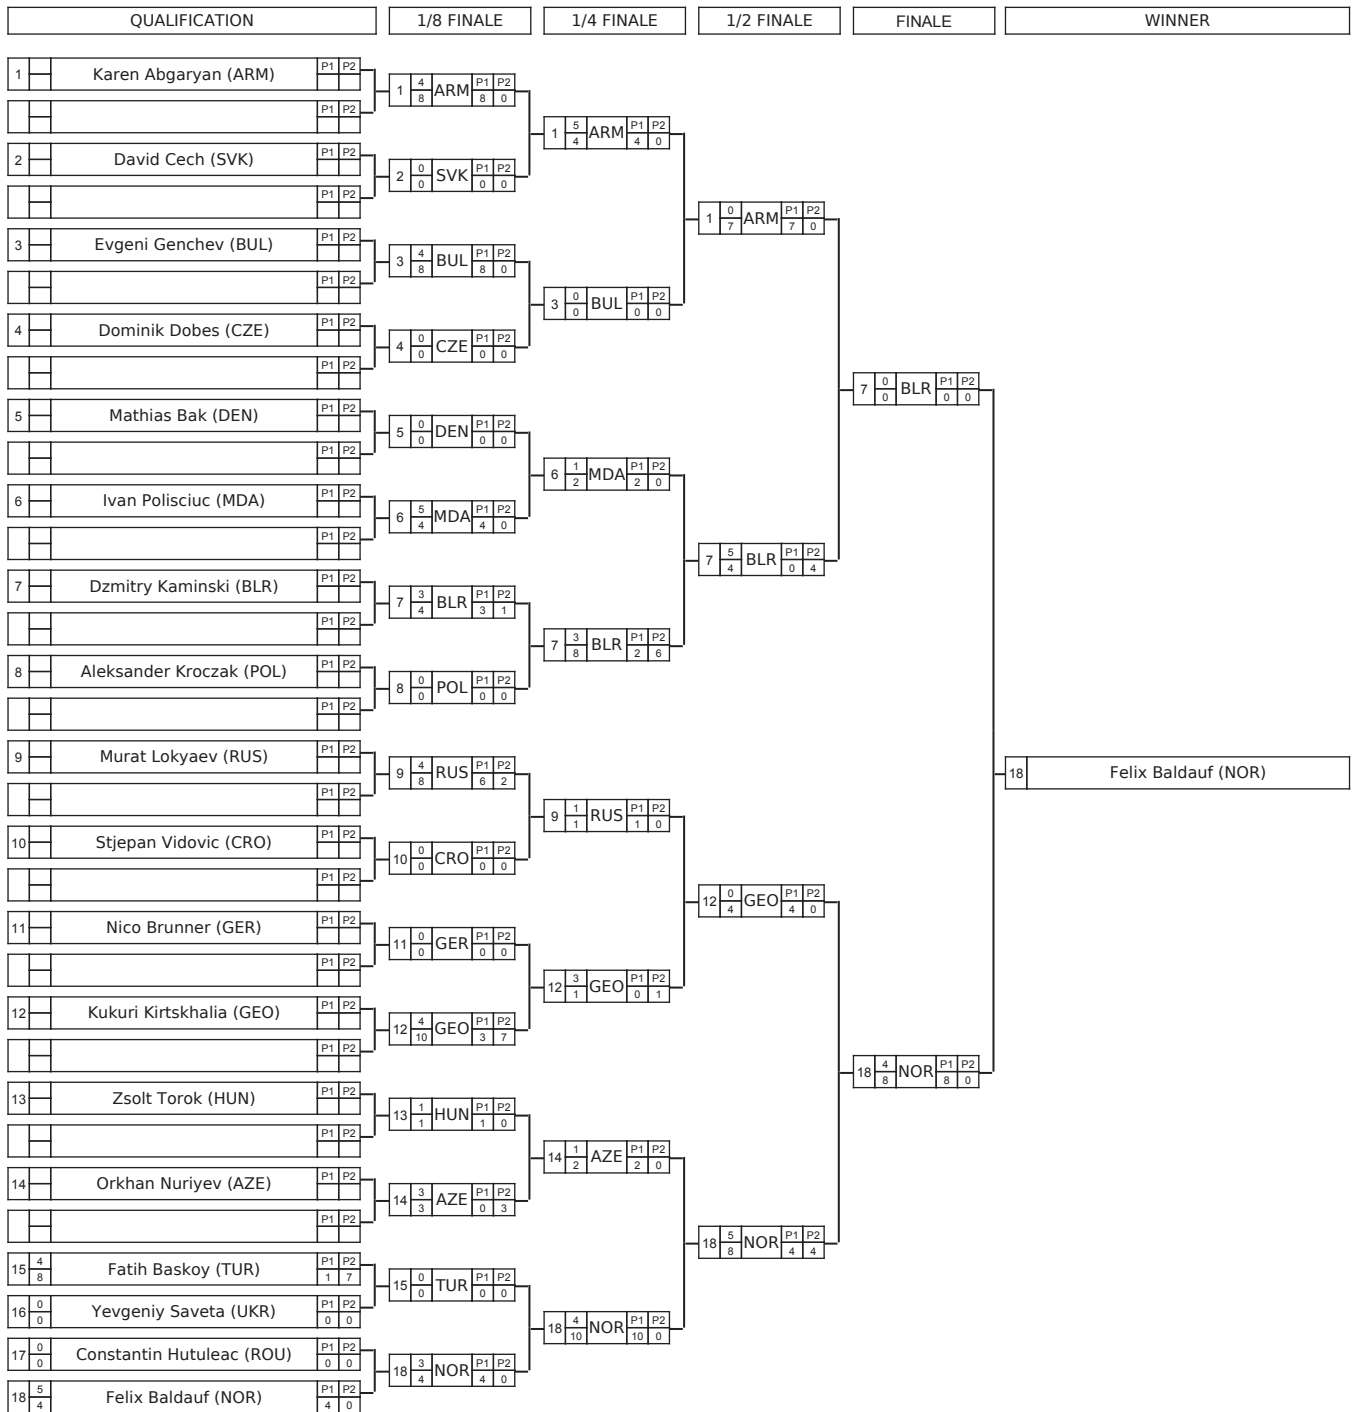 QUALIFICATION 1/8 FINALE 1/4 FINALE 1/2 FINALE FINALE WINNER
1 Karen Abgaryan (ARM) P1 P2
1 4 8 ARM P1 P2 8 0
P1 P2
1 5 4 ARM P1 P2 4 0
2 David Cech (SVK) P1 P2
2 0 0 SVK P1 P2 0 0
P1 P2
1 0 7 ARM P1 P2 7 0
3 Evgeni Genchev (BUL) P1 P2
3 4 8 BUL P1 P2 8 0
P1 P2
3 0 0 BUL P1 P2 0 0
4 Dominik Dobes (CZE) P1 P2
4 0 0 CZE P1 P2 0 0
P1 P2
7 0 0 BLR P1 P2 0 0
5 Mathias Bak (DEN) P1 P2
5 0 0 DEN P1 P2 0 0
P1 P2
6 1 2 MDA P1 P2 2 0
6 Ivan Polisciuc (MDA) P1 P2
6 5 4 MDA P1 P2 4 0
P1 P2
7 5 4 BLR P1 P2 0 4
7 Dzmitry Kaminski (BLR) P1 P2
7 3 4 BLR P1 P2 3 1
P1 P2
7 3 8 BLR P1 P2 2 6
8 Aleksander Kroczak (POL) P1 P2
8 0 0 POL P1 P2 0 0
P1 P2
9 Murat Lokyaev (RUS) P1 P2
9 4 8 RUS P1 P2 6 2
18 Felix Baldauf (NOR)
P1 P2
9 1 1 RUS P1 P2 1 0
10 Stjepan Vidovic (CRO) P1 P2
10 0 0 CRO P1 P2 0 0
P1 P2
12 0 4 GEO P1 P2 4 0
11 Nico Brunner (GER) P1 P2
11 0 0 GER P1 P2 0 0
P1 P2
12 3 1 GEO P1 P2 0 1
12 Kukuri Kirtskhalia (GEO) P1 P2
12 4 10 GEO P1 P2 3 7
P1 P2
18 4 8 NOR P1 P2 8 0
13 Zsolt Torok (HUN) P1 P2
13 1 1 HUN P1 P2 1 0
P1 P2
14 1 2 AZE P1 P2 2 0
14 Orkhan Nuriyev (AZE) P1 P2
14 3 3 AZE P1 P2 0 3
P1 P2
18 5 8 NOR P1 P2 4 4
15 4 8 Fatih Baskoy (TUR) P1 P2 1 7
15 0 0 TUR P1 P2 0 0
16 0 0 Yevgeniy Saveta (UKR) P1 P2 0 0
18 4 10 NOR P1 P2 10 0
17 0 0 Constantin Hutuleac (ROU) P1 P2 0 0
18 3 4 NOR P1 P2 4 0
18 5 4 Felix Baldauf (NOR) P1 P2 4 0